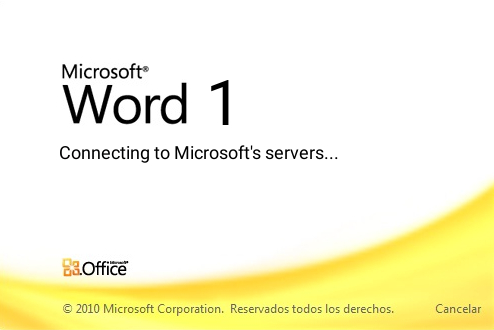 Microsoft®
Word 1
Connecting to Microsoft's servers...
Microsoft®
Office
© 2010 Microsoft Corporation. Reservados todos los derechos. Cancelar